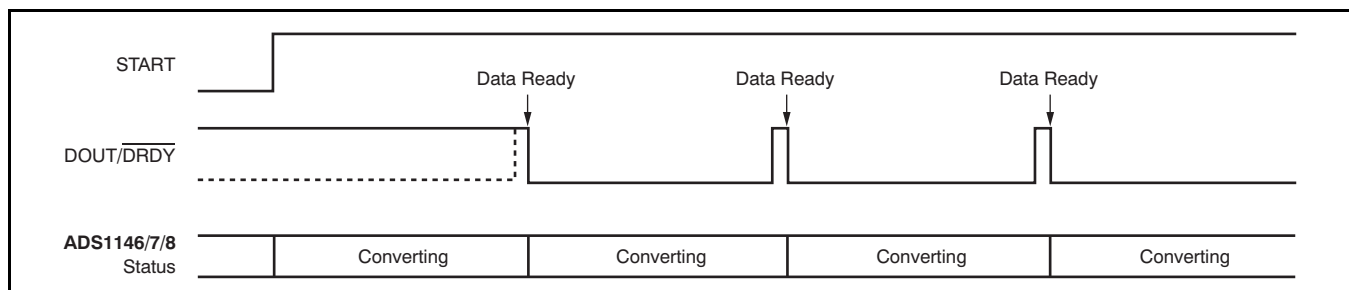 START
Data Ready Data Ready Data Ready
DOUT/DRDY
ADS1146/7/8
Status
Converting Converting Converting Converting